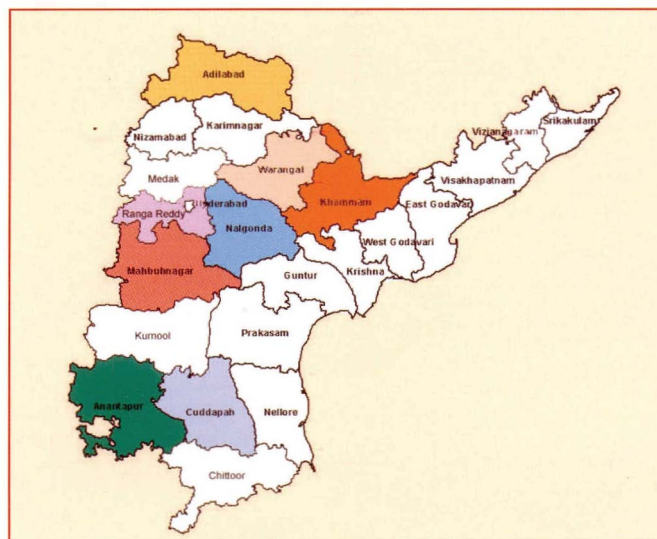 Adilabad
Nizamabad
Karimnagar
Medak
Warangal
Ranga Reddy
Hyderabad
Nalgonda
Khammam
Mahbubnagar
Guntur
Krishna
West Godavari
East Godavari
Visakhapatnam
Vizianagaram
Srikakulam
Kurnool
Prakasam
Anantapur
Cuddapah
Nellore
Chittoor